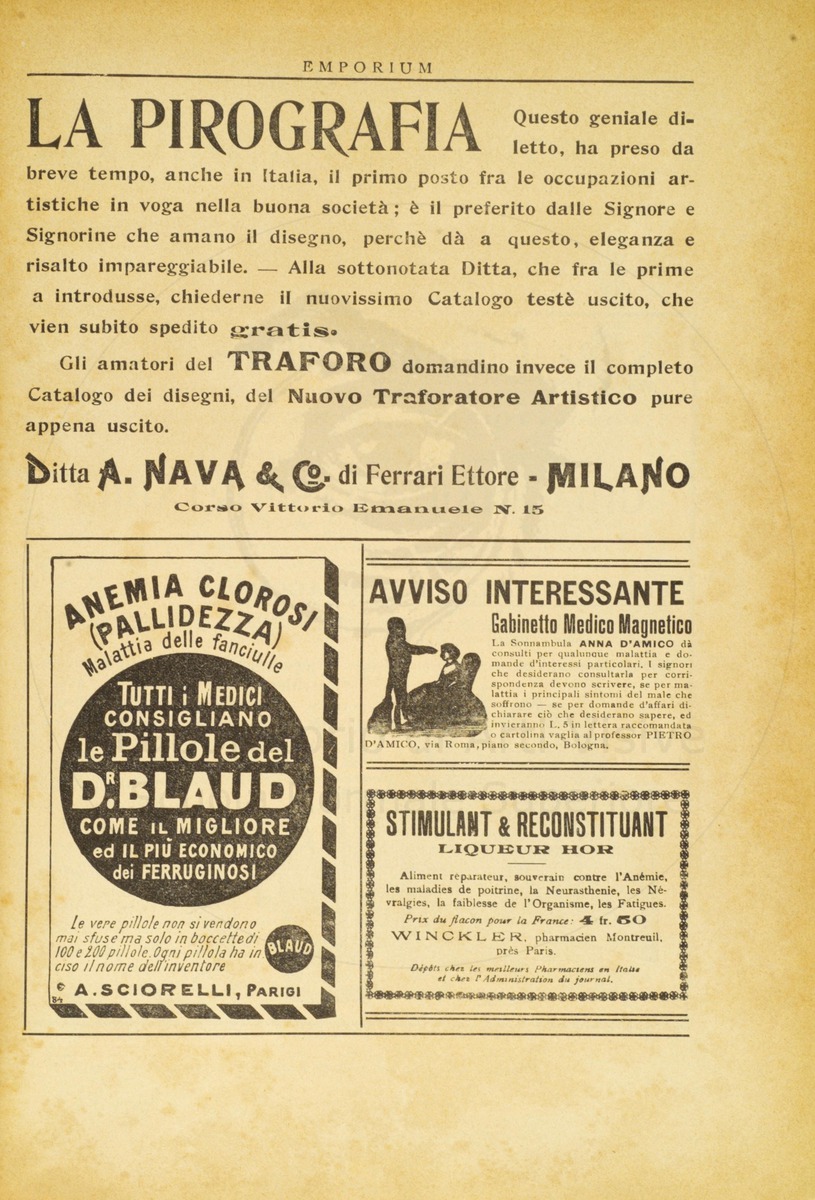 EMPORIUM
LA PIROGRAFIA Questo geniale di-
letto, ha preso da
breve tempo, anche in Italia, il primo posto fra le occupazioni ar-
tistiche in voga nella buona società; è il preferito dalle Signore e
Signorine che amano il disegno, perchè dà a questo, eleganza e
risalto impareggiabile. — Alla sottonotata Ditta, che fra le prime
a introdusse, chiederne il nuovissimo Catalogo testè uscito, che
vien subito spedito gratis.
Gli amatori del TRAFORO domandino invece il completo
Catalogo dei disegni, del Nuovo Traforatore Artistico pure
appena uscito.
Ditta A. NAVA & Co. di Ferrari Ettore - MILANO
Corso Vittorio Emanuele N. 15
ANEMIA CLOROSI
(PALLIDEZZA)
Malattia delle fanciulle
TUTTI i MEDICI
CONSIGLIANO
le Pillole del
DR. BLAUD
COME IL MIGLIORE
ed IL PIÚ ECONOMICO
dei FERRUGINOSI
Le vere pillole non si vendono
mai sfuse ma solo in boccette di
100 e 200 pillole. Ogni pillola ha in
ciso il nome dell'inventore
BLAUD
A. SCIORELLI, PARIGI
84
AVVISO INTERESSANTE
Gabinetto Medico Magnetico
La Sonnambula ANNA D'AMICO dà
consulti per qualunque malattia e do-
mande d'interessi particolari. I signori
che desiderano consultarla per corri-
spondenza devono scrivere, se per ma-
lattia i principali sintomi del male che
soffrono — se per domande d'affari di-
chiarare ciò che desiderano sapere, ed
invieranno L. 5 in lettera raccomandata
o cartolina vaglia al professor PIETRO
D'AMICO, via Roma, piano secondo, Bologna.
STIMULANT & RECONSTITUANT
LIQUEUR HOR
Aliment réparateur, souverain contre l'Anémie,
les maladies de poitrine, la Neurasthenie, les Né-
vralgies, la faiblesse de l'Organisme, les Fatigues.
Prix du flacon pour la France: 4 fr. 50
WINCKLER, pharmacien Montreuil,
près Paris.
Dépôts chez les meilleurs Pharmaciens en Italie
et chez l'Administration du journal.